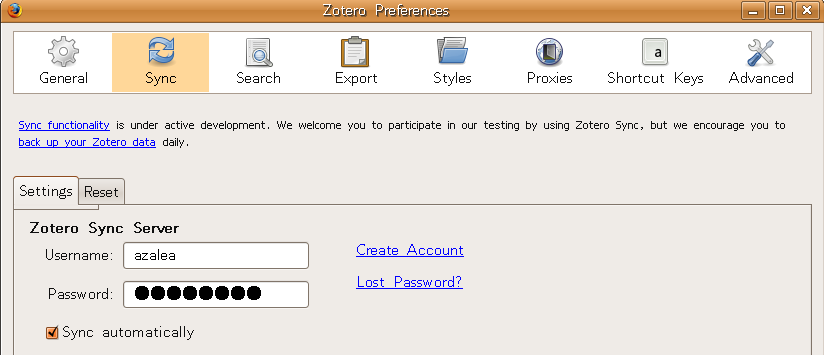 Zotero Preferences
General Sync Search Export Styles Proxies a Shortcut Keys Advanced
Sync functionality is under active development. We welcome you to participate in our testing by using Zotero Sync, but we encourage you to
back up your Zotero data daily.
Settings Reset
Zotero Sync Server
Username: azalea Create Account
Password: ●●●●●●●● Lost Password?
Sync automatically